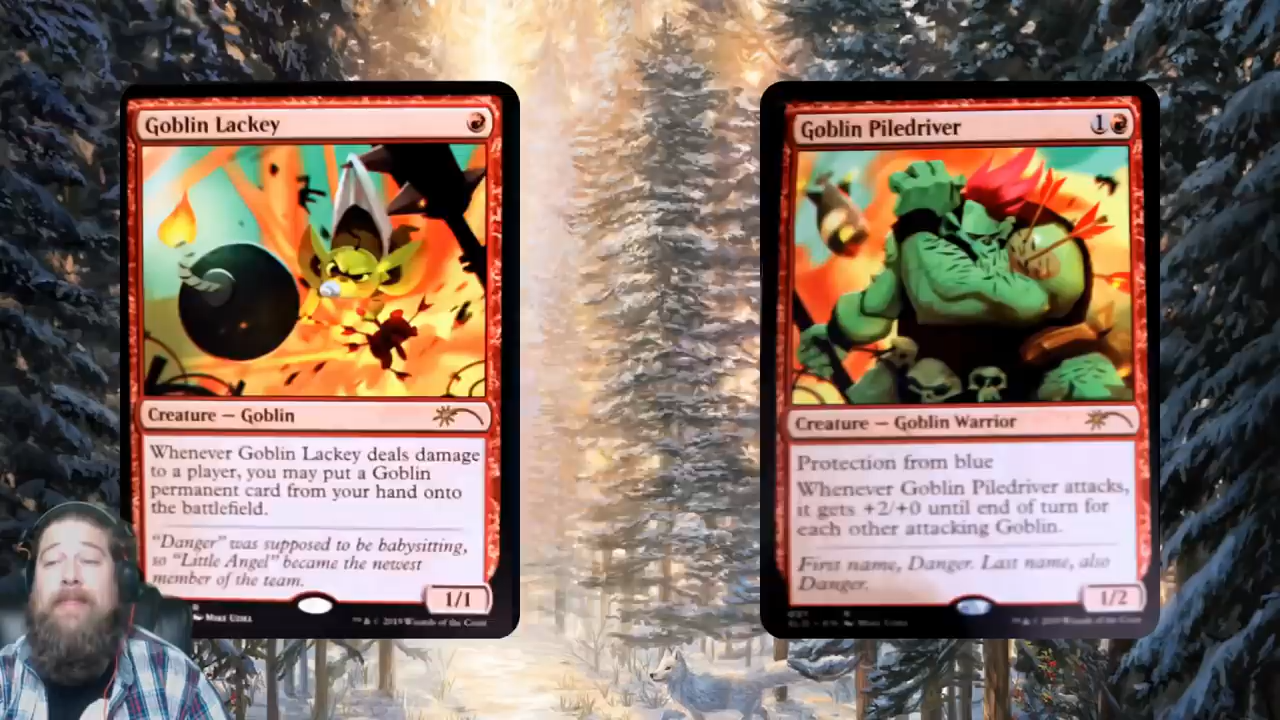 Goblin Lackey
Creature — Goblin
Whenever Goblin Lackey deals damage
to a player, you may put a Goblin
permanent card from your hand onto
the battlefield.
"Danger" was supposed to be babysitting,
so "Little Angel" became the newest
member of the team.
1/1
Goblin Piledriver
1
Creature — Goblin Warrior
Protection from blue
Whenever Goblin Piledriver attacks,
it gets +2/+0 until end of turn for
each other attacking Goblin.
First name, Danger. Last name, also
Danger.
1/2